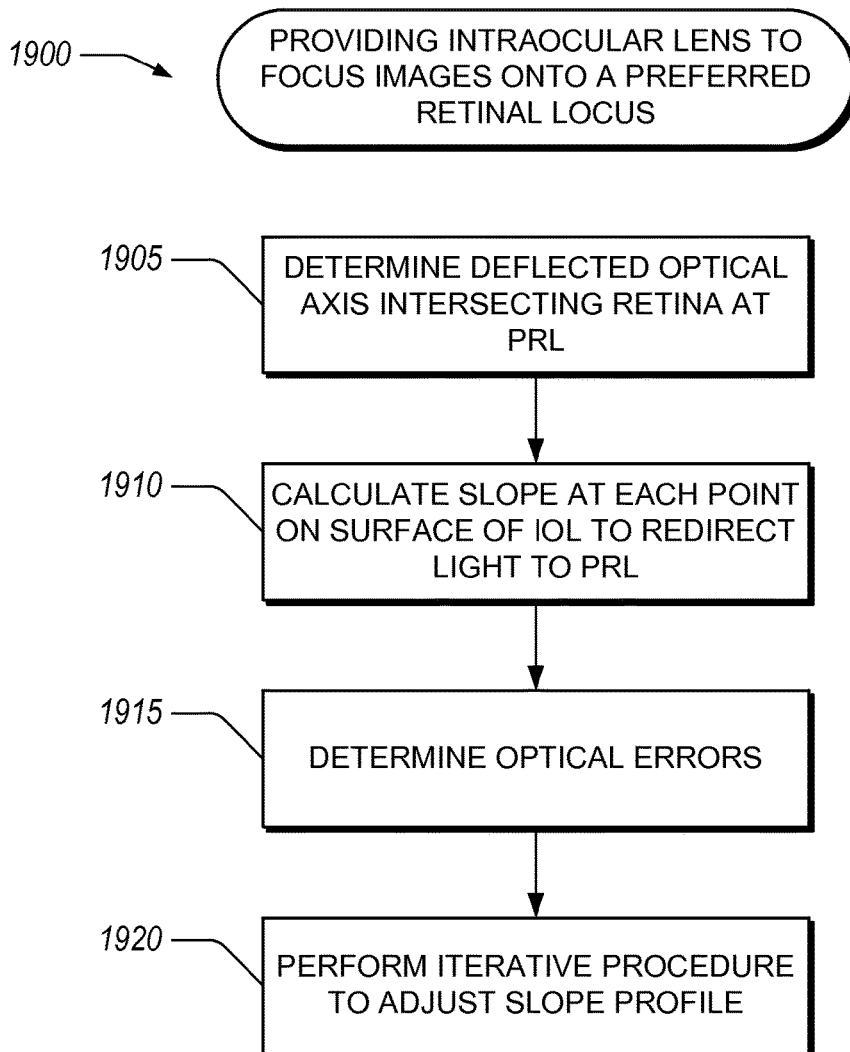 1900
PROVIDING INTRAOCULAR LENS TO
FOCUS IMAGES ONTO A PREFERRED
RETINAL LOCUS
1905
DETERMINE DEFLECTED OPTICAL
AXIS INTERSECTING RETINA AT
PRL
1910
CALCULATE SLOPE AT EACH POINT
ON SURFACE OF IOL TO REDIRECT
LIGHT TO PRL
1915
DETERMINE OPTICAL ERRORS
1920
PERFORM ITERATIVE PROCEDURE
TO ADJUST SLOPE PROFILE